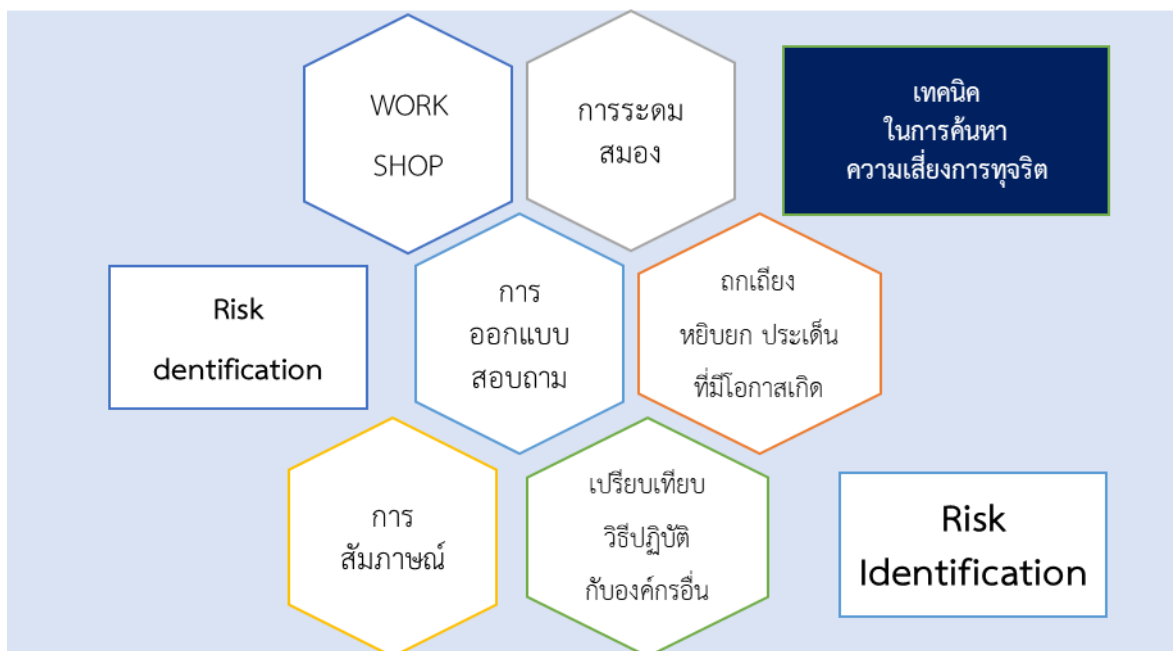 WORK
SHOP
การระดม
สมอง
เทคนิค
ในการค้นหา
ความเสี่ยงการทุจริต
Risk
dentification
การ
ออกแบบ
สอบถาม
ถกเถียง
หยิบยก ประเด็น
ที่มีโอกาสเกิด
การ
สัมภาษณ์
เปรียบเทียบ
วิธีปฏิบัติ
กับองค์กรอื่น
Risk
Identification